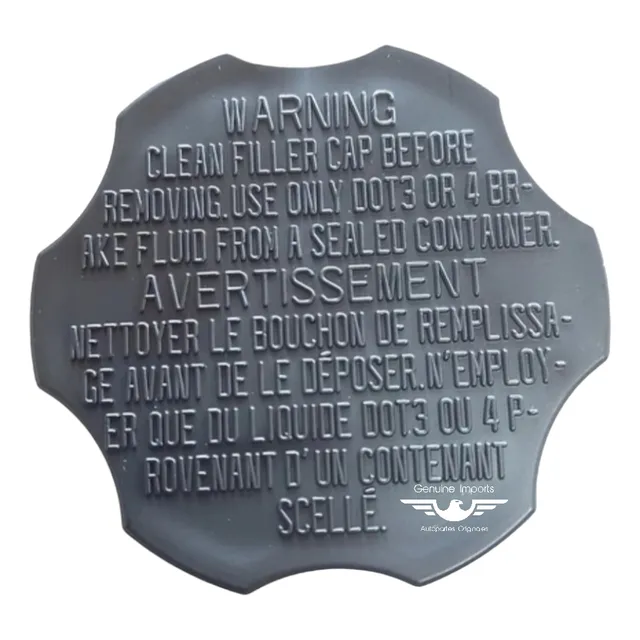 WARNING
CLEAN FILLER CAP BEFORE
REMOVING.USE ONLY DOT3 OR 4 BR-
AKE FLUID FROM A SEALED CONTAINER.
AVERTISSEMENT
NETTOYER LE BOUCHON DE REMPLISSA-
GE AVANT DE LE DÉPOSER.N'EMPLOY-
ER QUE DU LIQUIDE DOT3 OU 4 P-
ROVENANT D'UN CONTENANT
SCELLÉ.
Genuine Imports
AutoPartes Originales